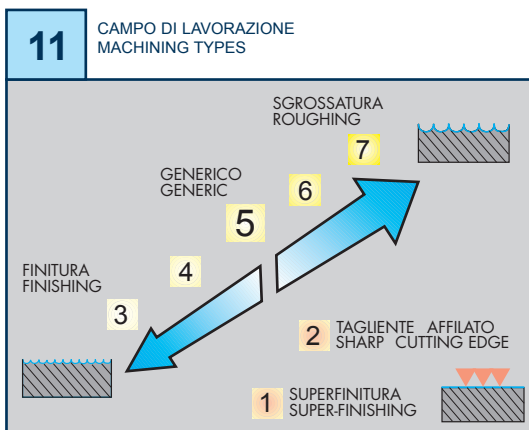 11
CAMPO DI LAVORAZIONE
MACHINING TYPES
SGROSSATURA
ROUGHING
7
GENERICO
GENERIC
6
5
4
FINITURA
FINISHING
3
2 TAGLIENTE AFFILATO
SHARP CUTTING EDGE
1 SUPERFINITURA
SUPER-FINISHING